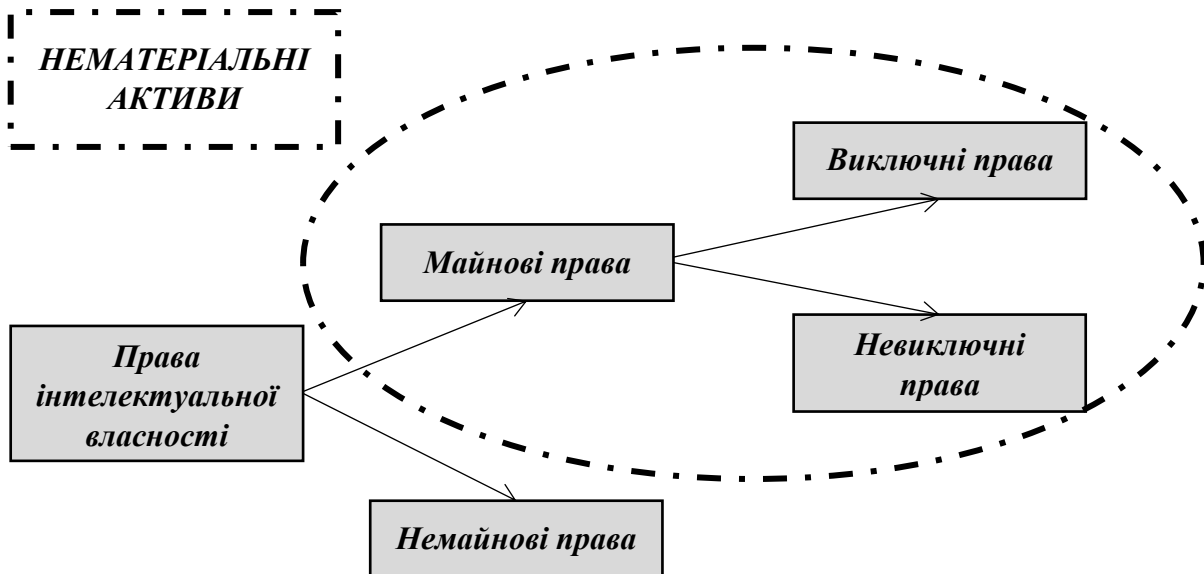 НЕМАТЕРІАЛЬНІ
АКТИВИ
Виключні права
Майнові права
Невиключні
права
Права
інтелектуальної
власності
Немайнові права